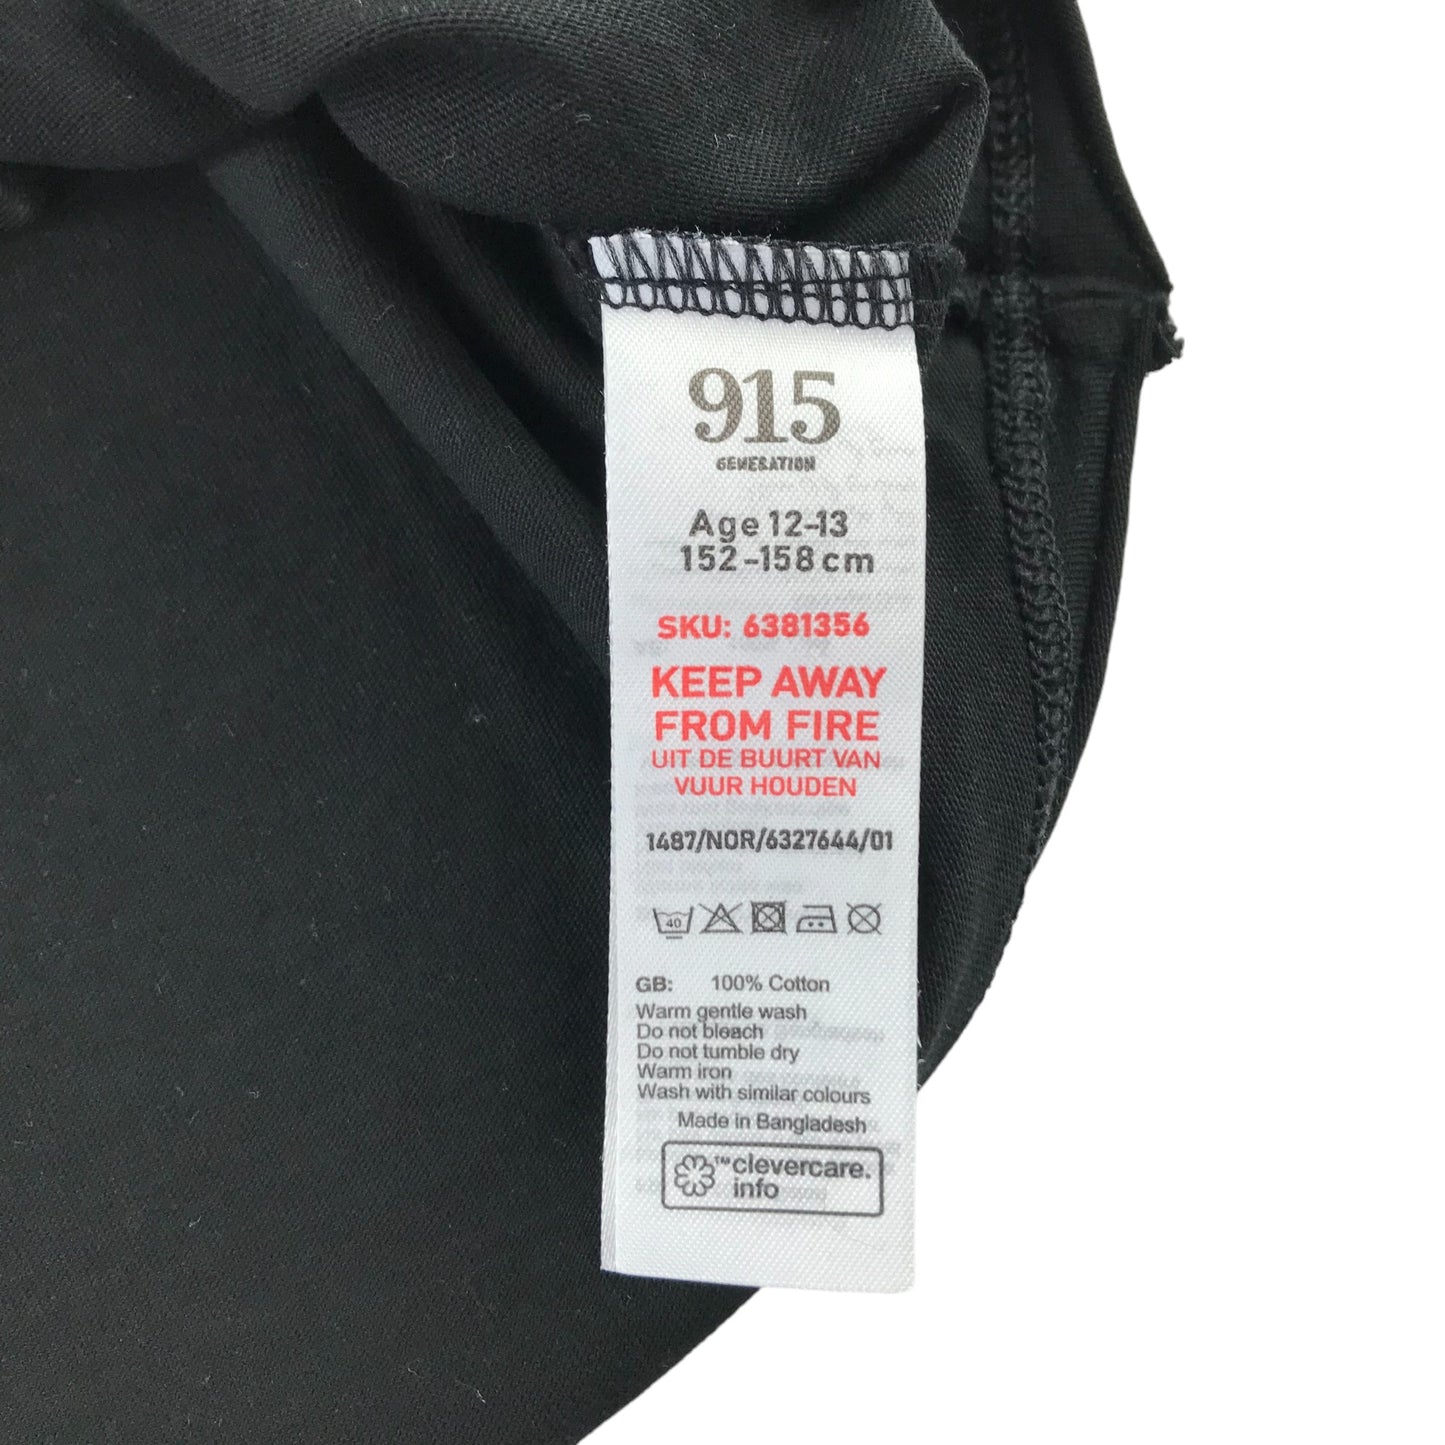 915
GENERATION
Age 12-13
152-158 cm
SKU: 6381356
KEEP AWAY
FROM FIRE
UIT DE BUURT VAN
VUUR HOUDEN
1487/NOR/6327644/01
40
GB: 100% Cotton
Warm gentle wash
Do not bleach
Do not tumble dry
Warm iron
Wash with similar colours
Made in Bangladesh
™clevercare.
info